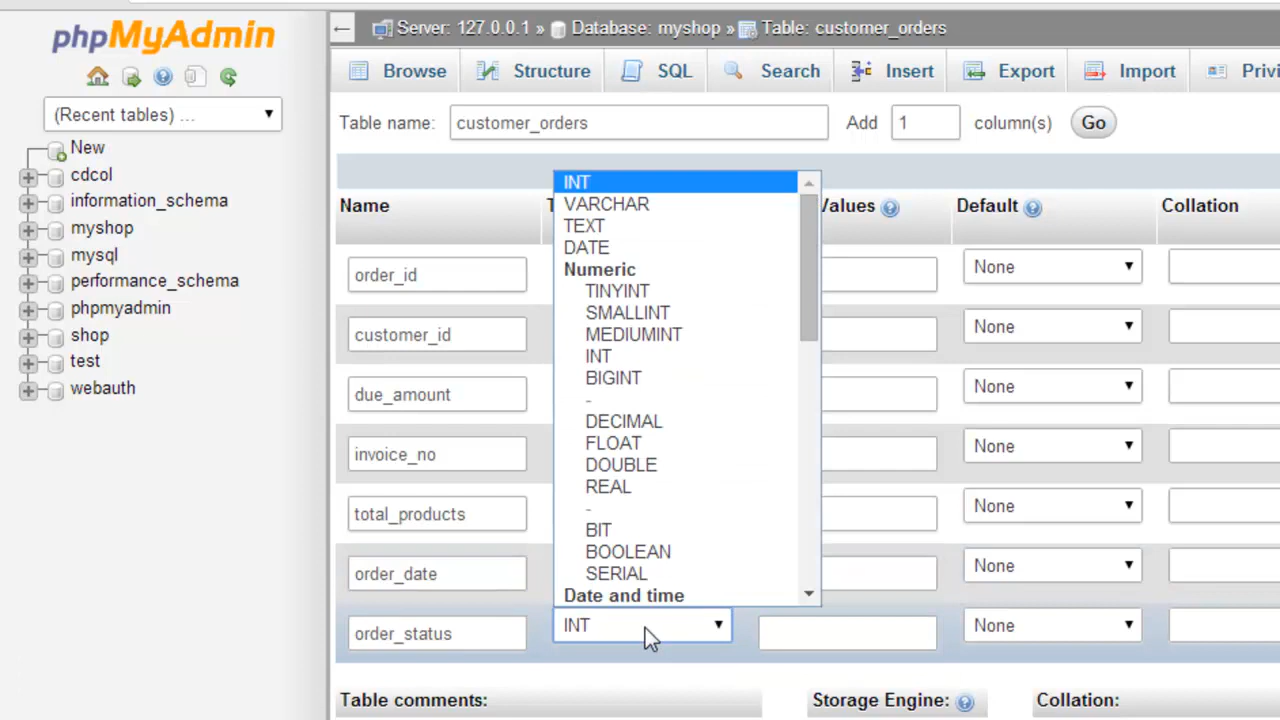 phpMyAdmin
(Recent tables) ...
New
cdcol
information_schema
myshop
mysql
performance_schema
phpmyadmin
shop
test
webauth
Server: 127.0.0.1 » Database: myshop » Table: customer_orders
Browse Structure SQL Search Insert Export Import Privi
Table name: customer_orders Add 1 column(s) Go
Name T Values Default Collation
order_id None
customer_id None
due_amount None
invoice_no None
total_products None
order_date None
order_status INT None
INT
VARCHAR
TEXT
DATE
Numeric
TINYINT
SMALLINT
MEDIUMINT
INT
BIGINT
-
DECIMAL
FLOAT
DOUBLE
REAL
-
BIT
BOOLEAN
SERIAL
Date and time
Table comments: Storage Engine: Collation: